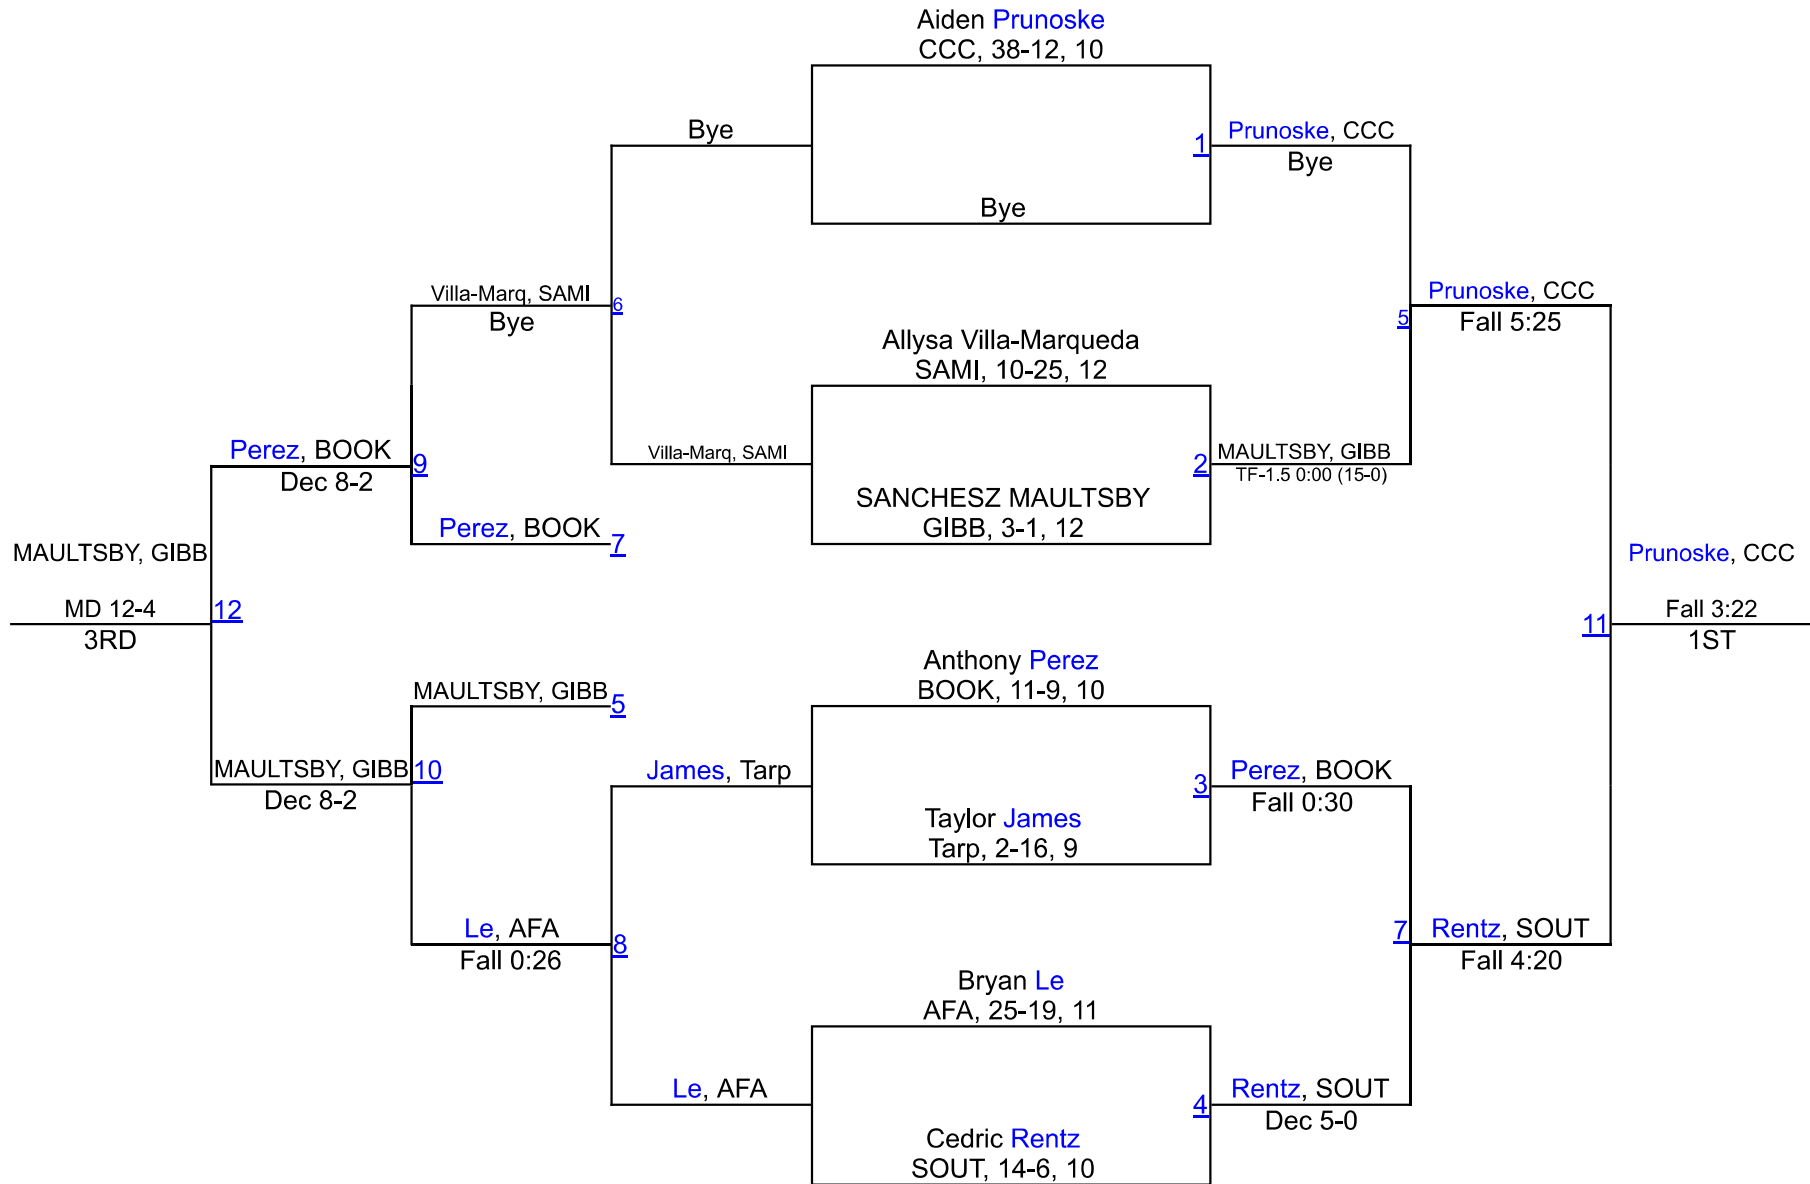 Aiden Prunoske
CCC, 38-12, 10
Bye
1
Prunoske, CCC
Bye
Bye
Villa-Marq, SAMI
Bye
6
Prunoske, CCC
Fall 5:25
5
Allysa Villa-Marqueda
SAMI, 10-25, 12
Perez, BOOK
Dec 8-2
9
Villa-Marq, SAMI
2
MAULTSBY, GIBB
TF-1.5 0:00 (15-0)
SANCHESZ MAULTSBY
GIBB, 3-1, 12
Perez, BOOK
7
MAULTSBY, GIBB
MD 12-4
3RD
12
Prunoske, CCC
Fall 3:22
1ST
11
Anthony Perez
BOOK, 11-9, 10
MAULTSBY, GIBB
5
MAULTSBY, GIBB
Dec 8-2
10
James, Tarp
3
Perez, BOOK
Fall 0:30
Taylor James
Tarp, 2-16, 9
Le, AFA
Fall 0:26
8
7
Rentz, SOUT
Fall 4:20
Bryan Le
AFA, 25-19, 11
Le, AFA
4
Rentz, SOUT
Dec 5-0
Cedric Rentz
SOUT, 14-6, 10